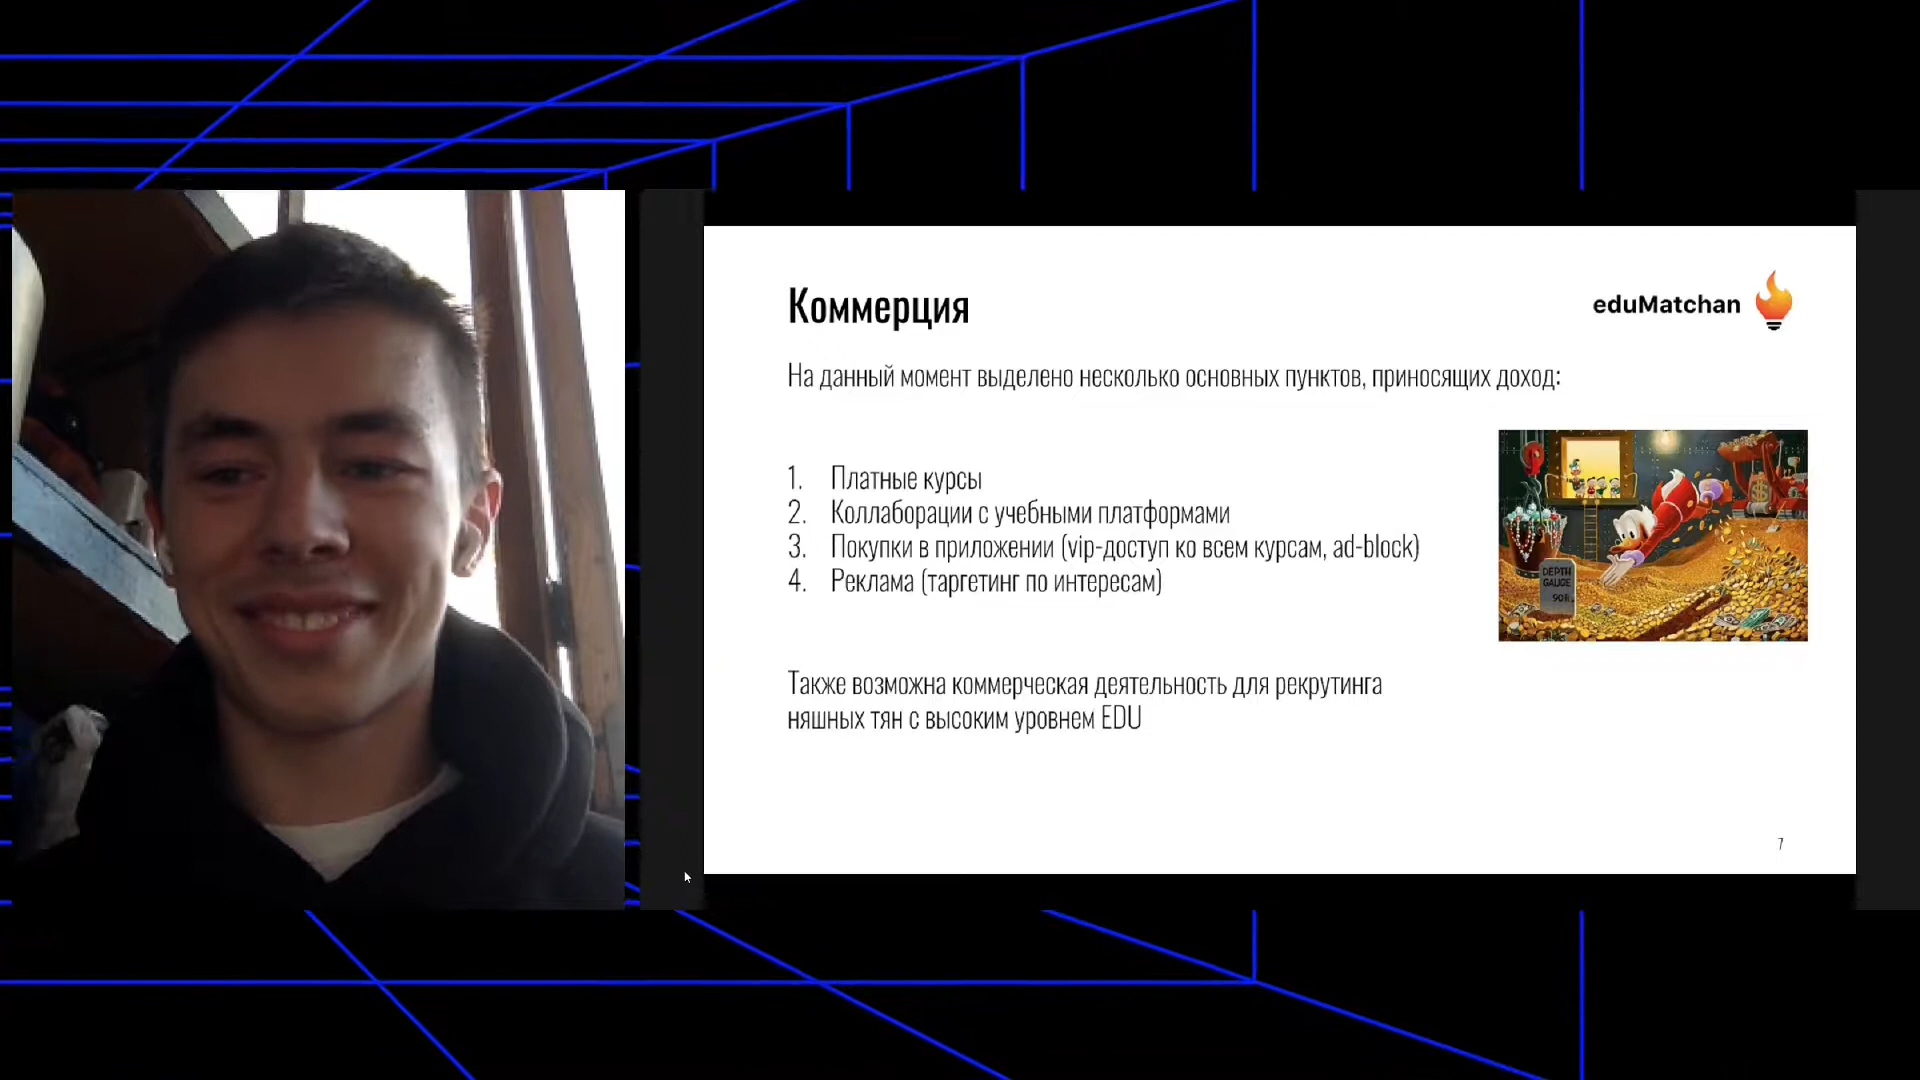 Коммерция
eduMatchan
На данный момент выделено несколько основных пунктов, приносящих доход:
1. Платные курсы
2. Коллаборации с учебными платформами
3. Покупки в приложении (vip-доступ ко всем курсам, ad-block)
4. Реклама (таргетинг по интересам)
DEPTH
GAUGE
90ft.
Также возможна коммерческая деятельность для рекрутинга
няшных тян с высоким уровнем EDU
7